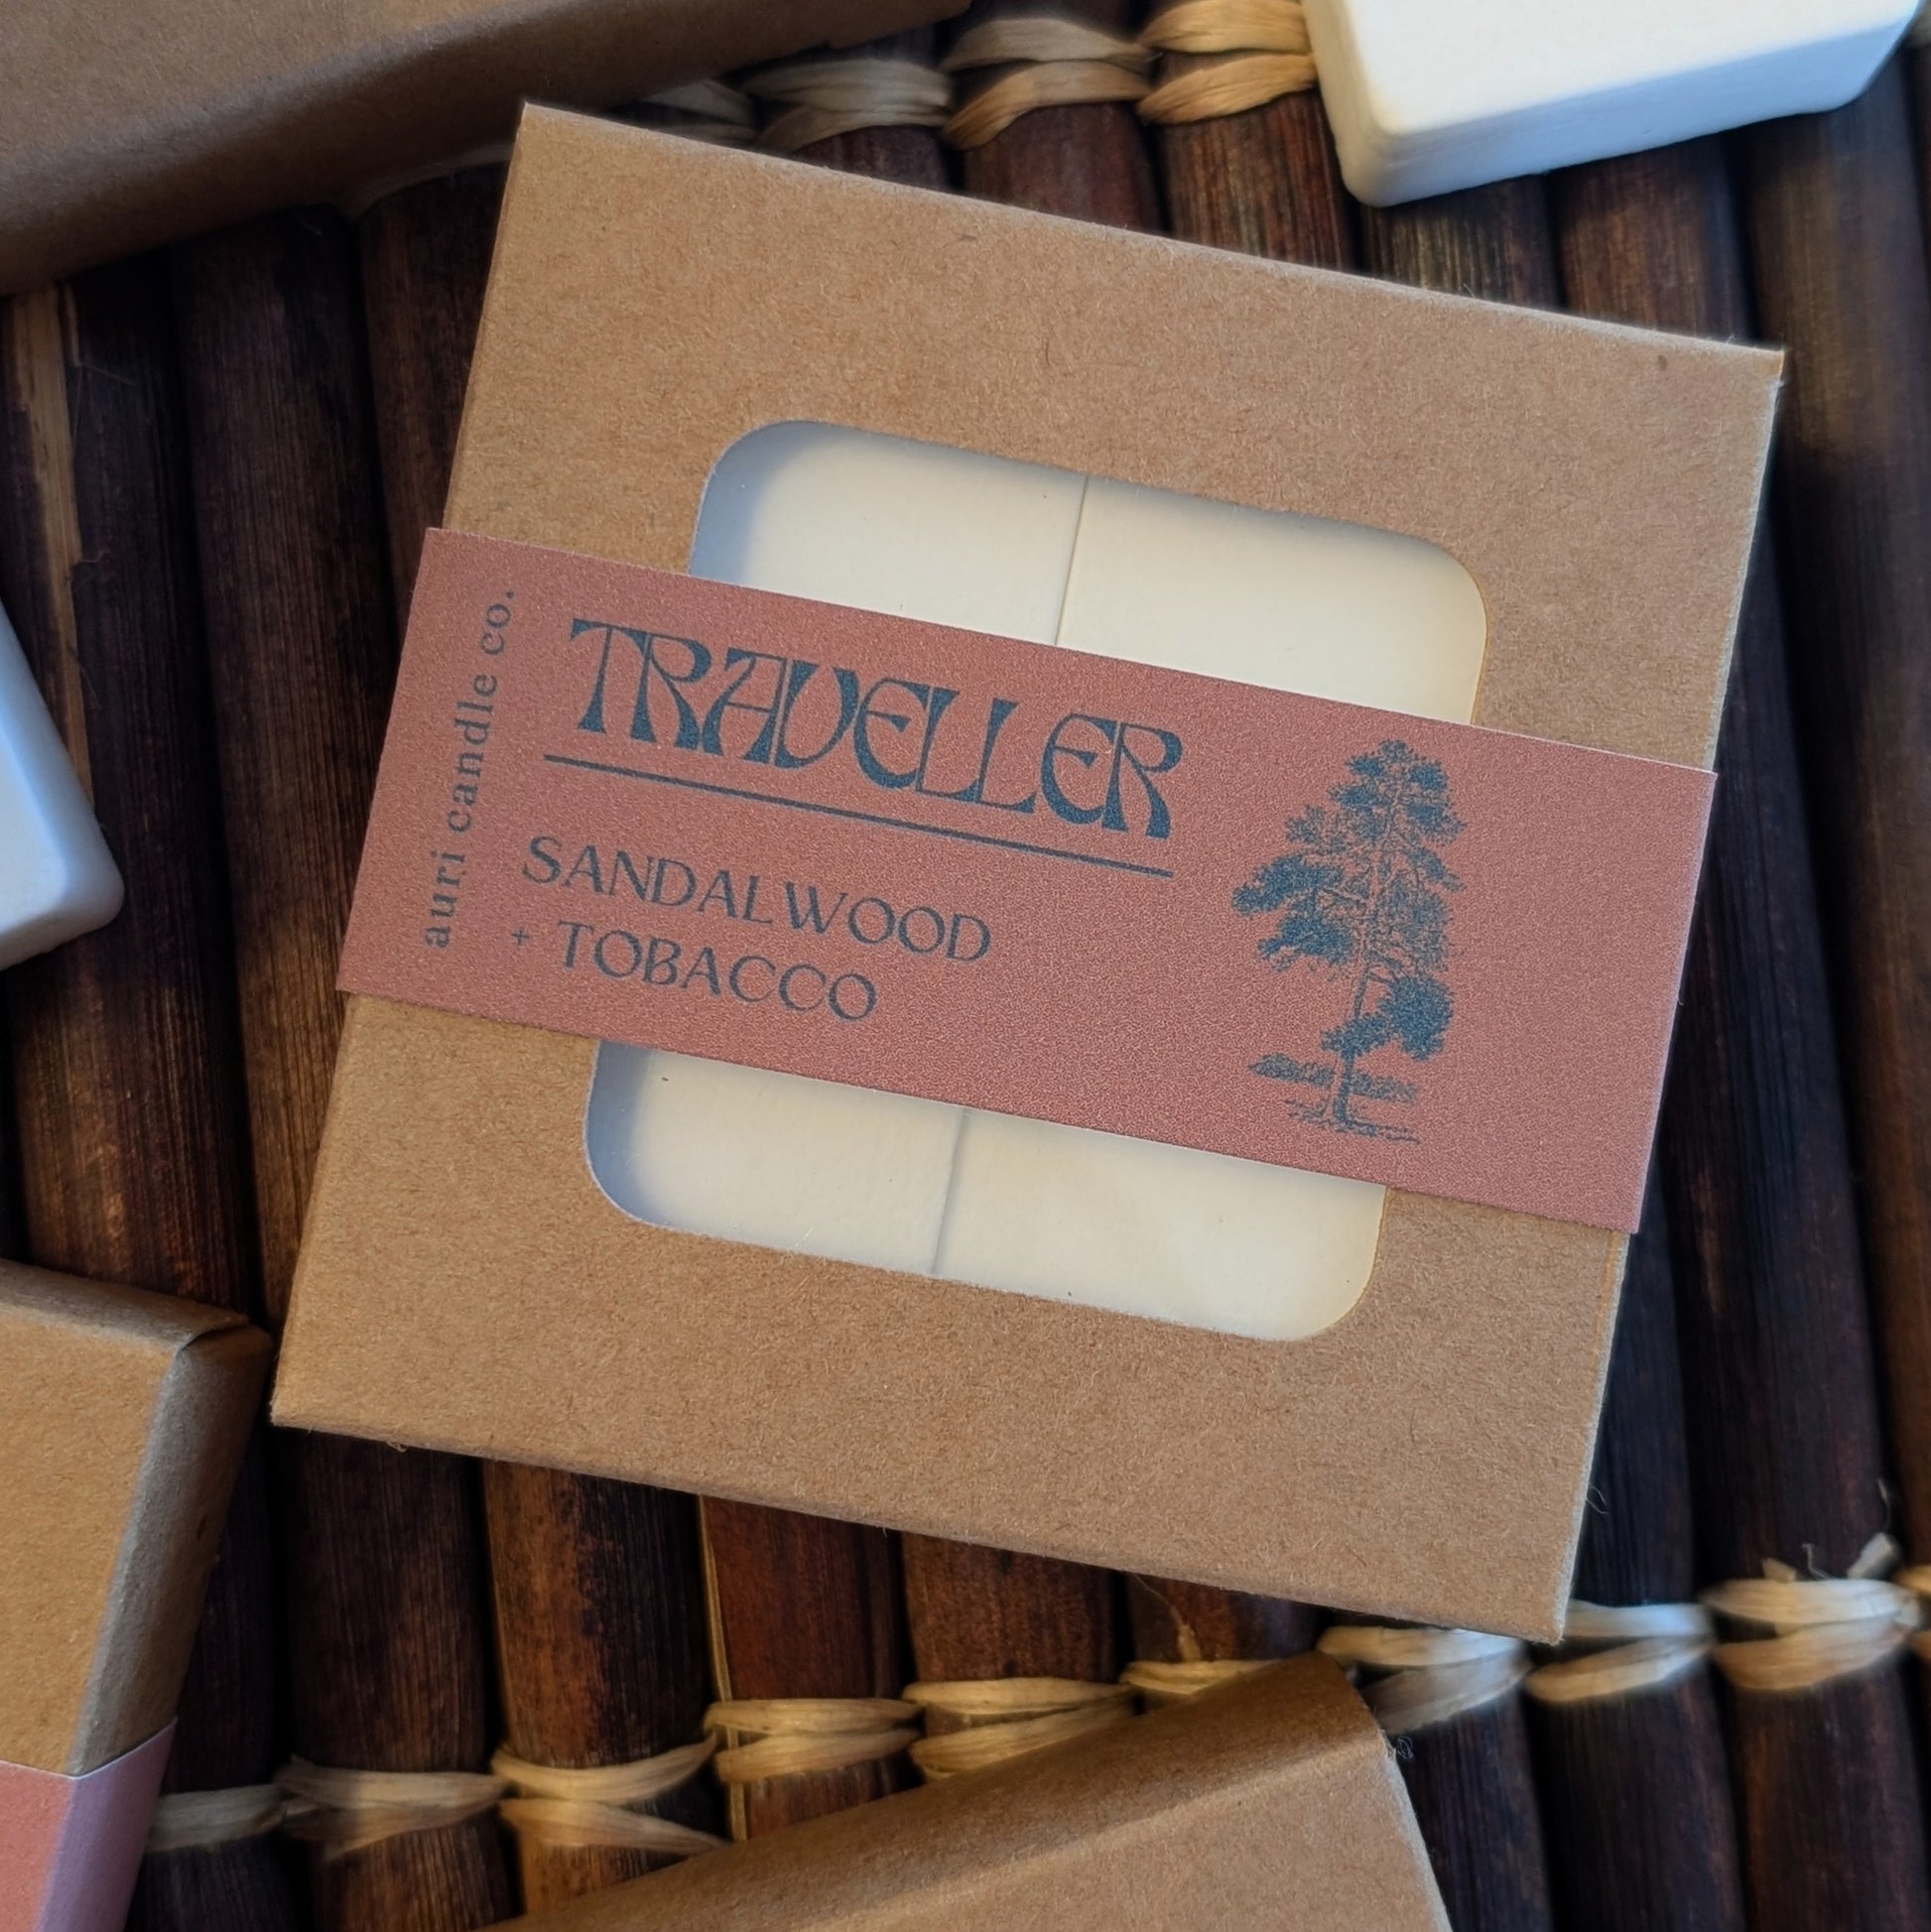 auri candle co.
TRAVELLER
SANDALWOOD
+ TOBACCO